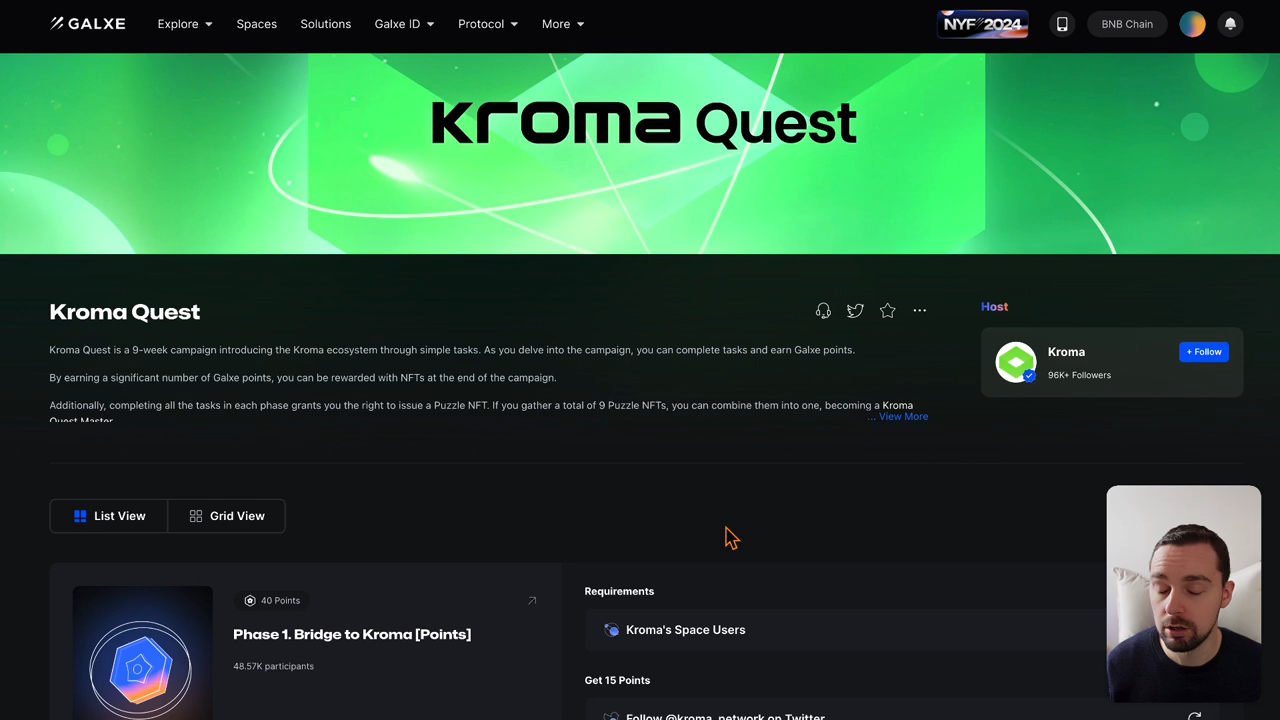 GALXE
Explore
Spaces
Solutions
Galxe ID
Protocol
More
NYF 2024
BNB Chain
Kroma Quest
Kroma Quest
Kroma Quest is a 9-week campaign introducing the Kroma ecosystem through simple tasks. As you delve into the campaign, you can complete tasks and earn Galxe points.
By earning a significant number of Galxe points, you can be rewarded with NFTs at the end of the campaign.
Additionally, completing all the tasks in each phase grants you the right to issue a Puzzle NFT. If you gather a total of 9 Puzzle NFTs, you can combine them into one, becoming a Kroma
Quest Master
... View More
Host
Kroma
+ Follow
96K+ Followers
List View
Grid View
40 Points
Phase 1. Bridge to Kroma [Points]
48.57K participants
Requirements
Kroma's Space Users
Get 15 Points
Follow @kroma_network on Twitter